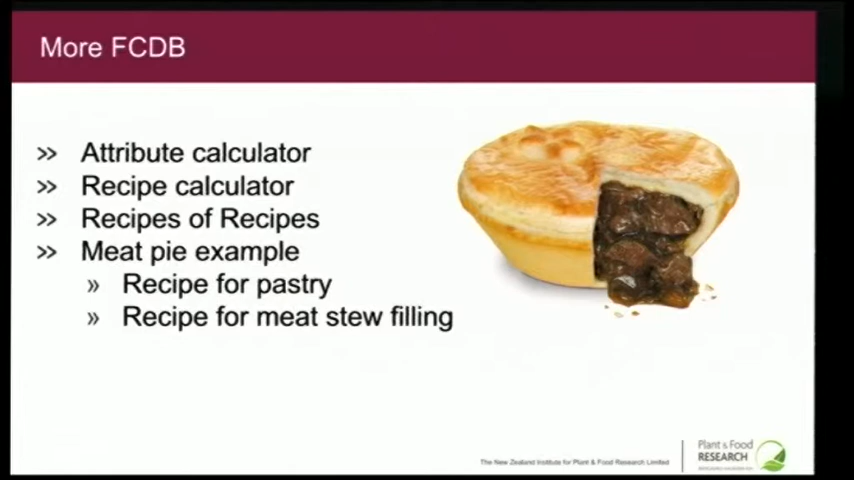 More FCDB
» Attribute calculator
» Recipe calculator
» Recipes of Recipes
» Meat pie example
» Recipe for pastry
» Recipe for meat stew filling
The New Zealand Institute for Plant & Food Research Limited
Plant & Food
RESEARCH